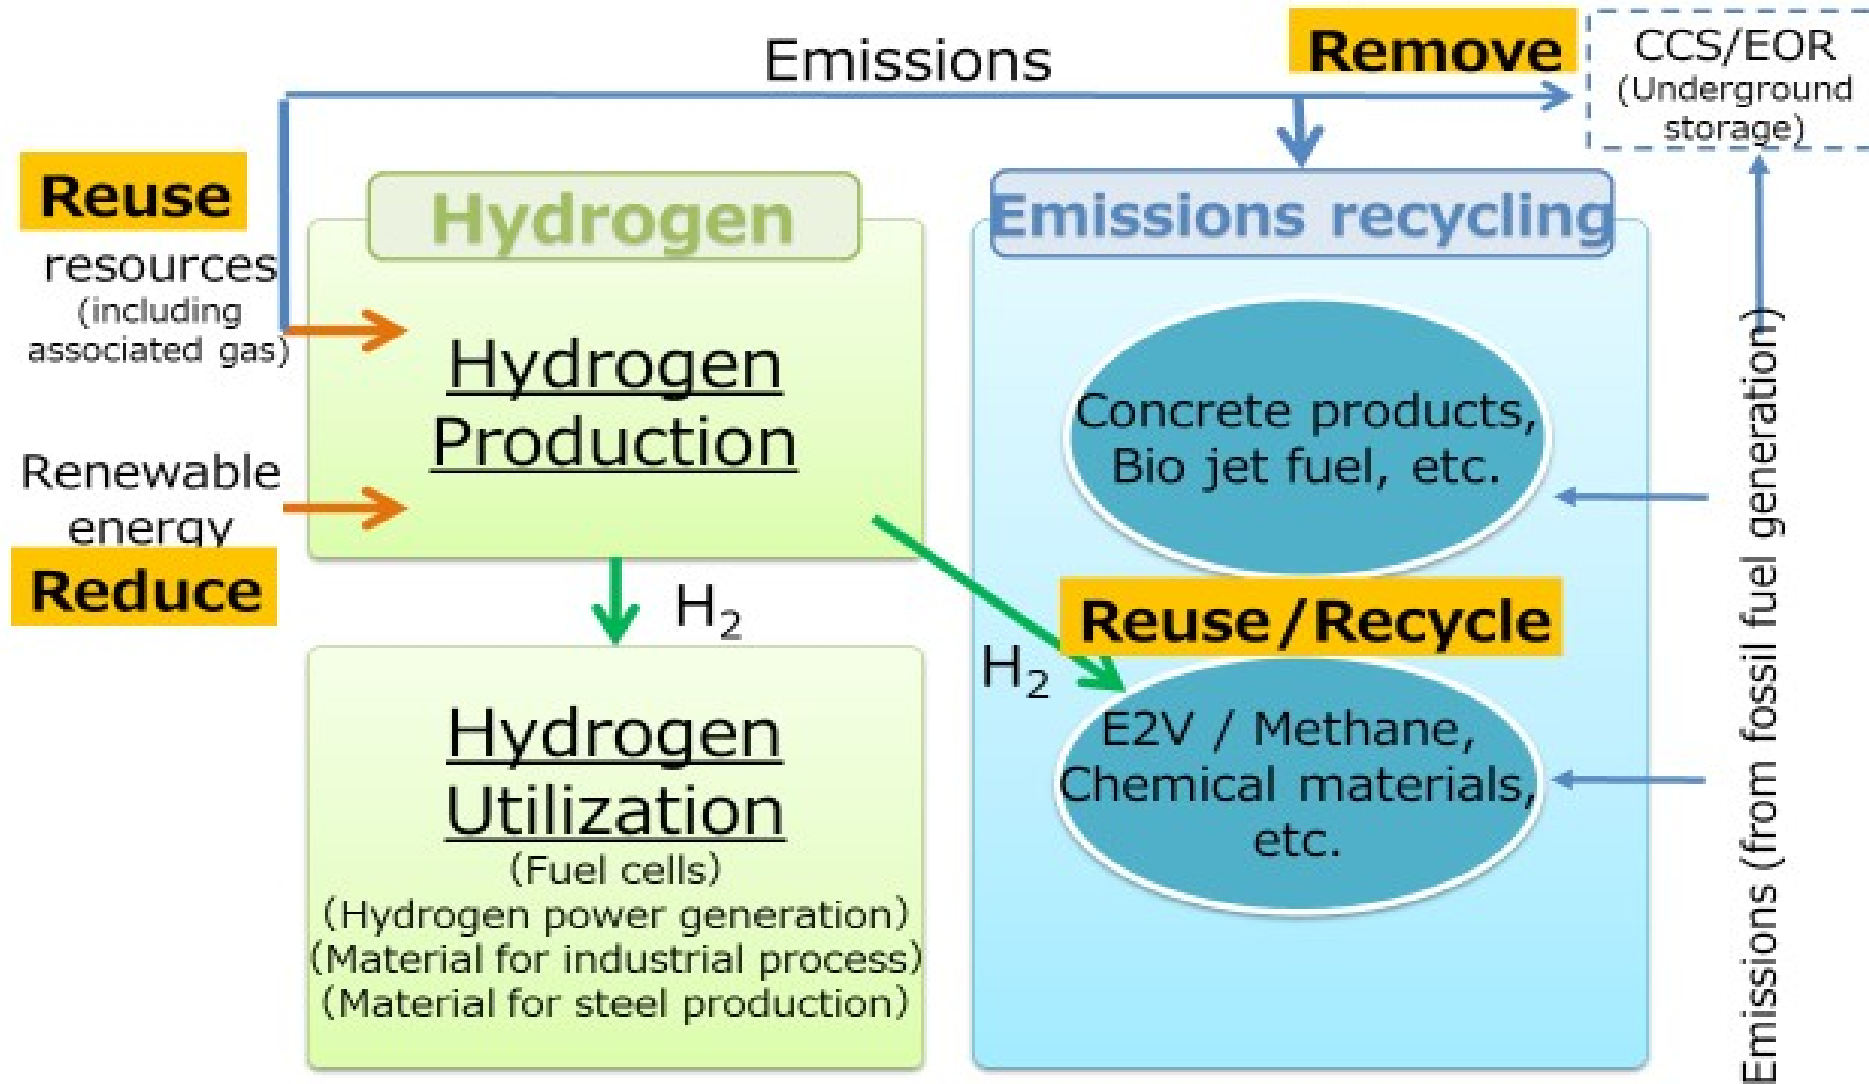 Emissions
Remove
CCS/EOR
(Underground
storage)
Reuse
resources
(including
associated gas)
Renewable
energy
Reduce
Hydrogen
Hydrogen
Production
H₂
Hydrogen
Utilization
(Fuel cells)
(Hydrogen power generation)
(Material for industrial process)
(Material for steel production)
Emissions recycling
Concrete products,
Bio jet fuel, etc.
Reuse/Recycle
H₂
E2V / Methane,
Chemical materials,
etc.
Emissions (from fossil fuel generation)